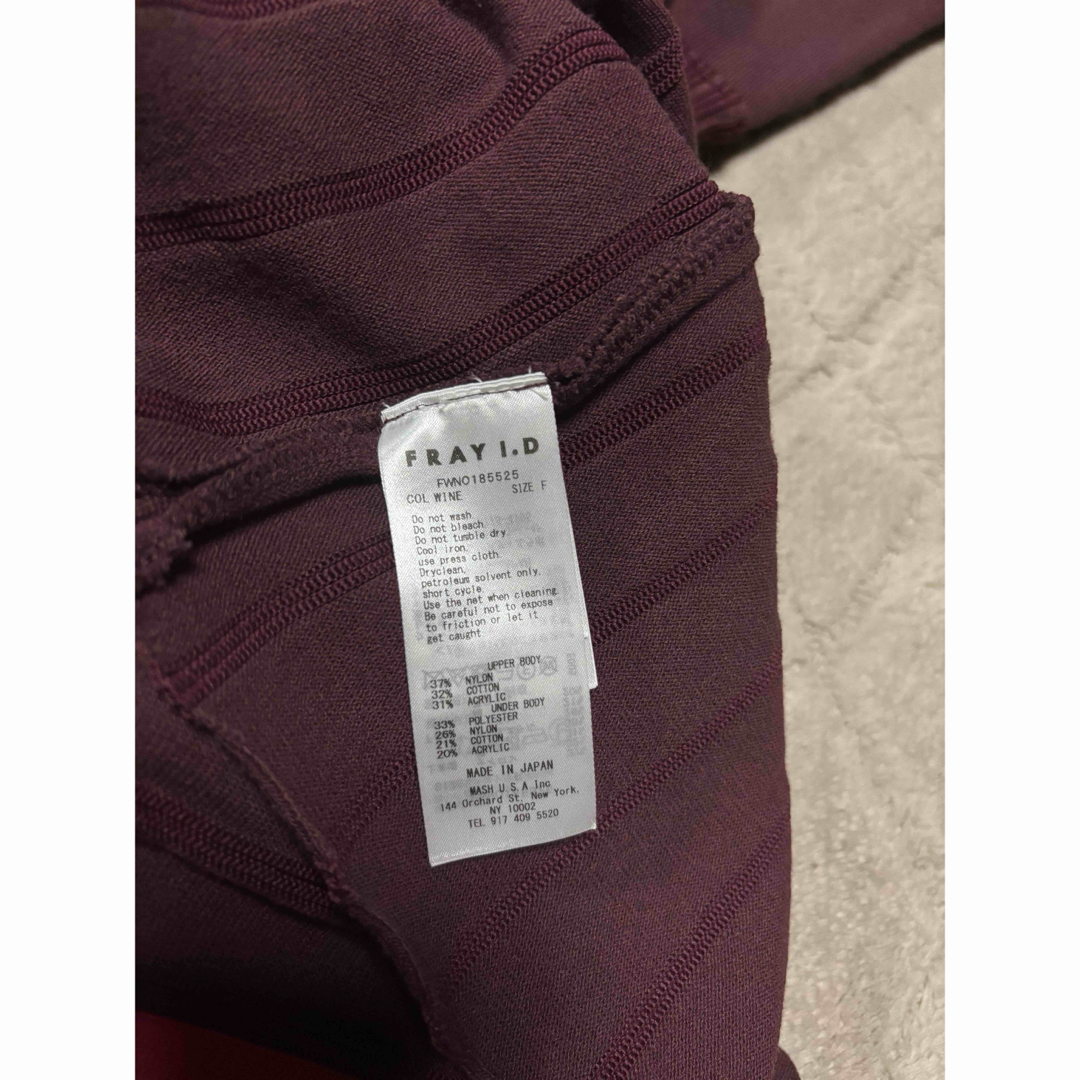 FRAY I.D
FWNO185525
COL WINE SIZE F
Do not wash
Do not bleach
Do not tumble dry
Cool iron.
use press cloth.
Dryclean.
petroleum solvent only.
short cycle.
Use the net when cleaning.
Be careful not to expose
to friction or let it
get caught
UPPER BODY
37% NYLON
32% COTTON
31% ACRYLIC
UNDER BODY
33% POLYESTER
26% NYLON
21% COTTON
20% ACRYLIC
MADE IN JAPAN
MASH U.S.A Inc
144 Orchard St. New York.
NY 10002
TEL 917 409 5520